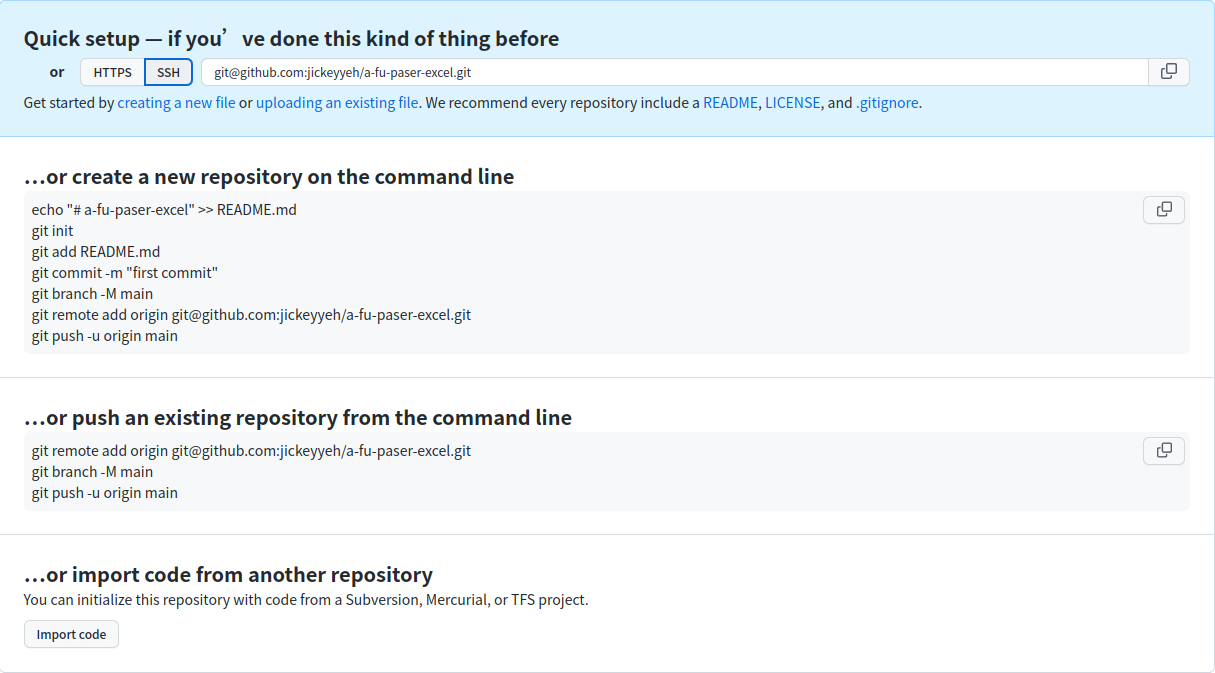 Quick setup — if you’ve done this kind of thing before
or HTTPS SSH git@github.com:jickeyyeh/a-fu-paser-excel.git
Get started by creating a new file or uploading an existing file. We recommend every repository include a README, LICENSE, and .gitignore.
…or create a new repository on the command line
echo "# a-fu-paser-excel" >> README.md
git init
git add README.md
git commit -m "first commit"
git branch -M main
git remote add origin git@github.com:jickeyyeh/a-fu-paser-excel.git
git push -u origin main
…or push an existing repository from the command line
git remote add origin git@github.com:jickeyyeh/a-fu-paser-excel.git
git branch -M main
git push -u origin main
…or import code from another repository
You can initialize this repository with code from a Subversion, Mercurial, or TFS project.
Import code